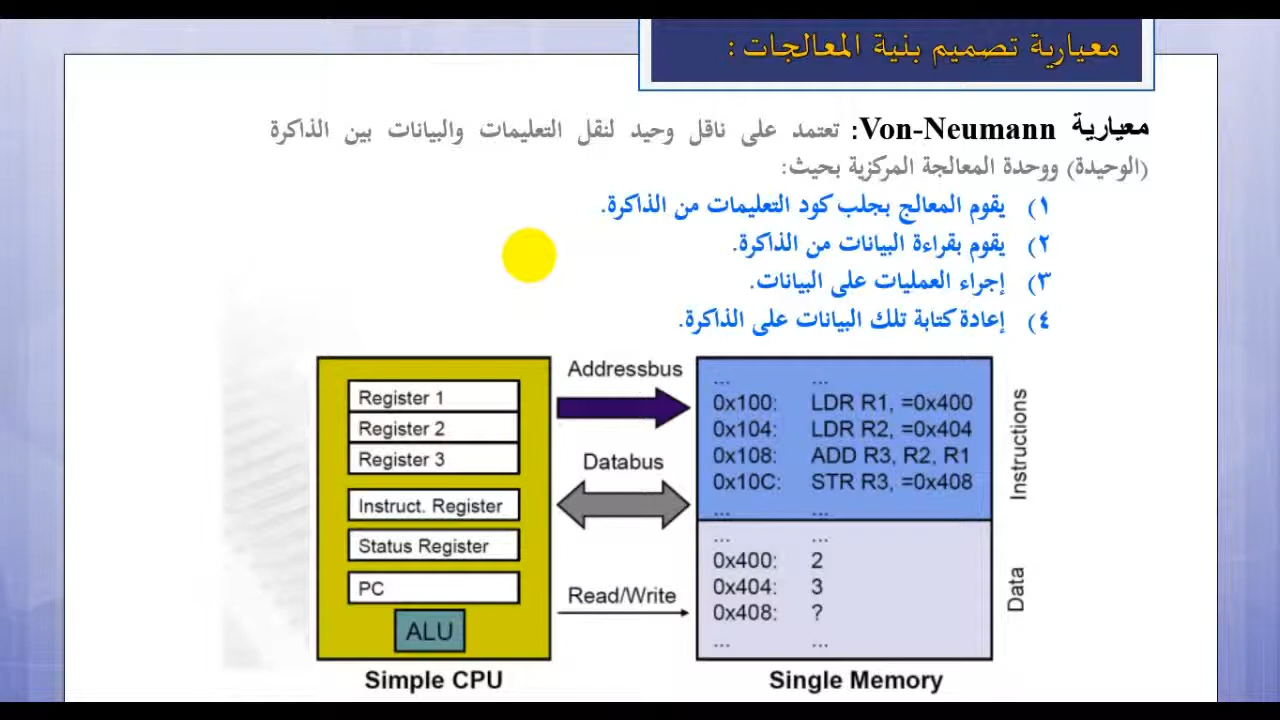 معيارية تصميم بنية المعالجات :
معيارية Von-Neumann: تعتمد على ناقل وحيد لنقل التعليمات والبيانات بين الذاكرة
(الوحيدة) ووحدة المعالجة المركزية بحيث:
١) يقوم المعالج بجلب كود التعليمات من الذاكرة.
٢) يقوم بقراءة البيانات من الذاكرة.
٣) إجراء العمليات على البيانات.
٤) إعادة كتابة تلك البيانات على الذاكرة.
Register 1
Register 2
Register 3
Instruct. Register
Status Register
PC
ALU
Simple CPU
Addressbus
Databus
Read/Write
... ...
0x100: LDR R1, =0x400
0x104: LDR R2, =0x404
0x108: ADD R3, R2, R1
0x10C: STR R3, =0x408
... ...
... ...
0x400: 2
0x404: 3
0x408: ?
... ...
Single Memory
Instructions
Data